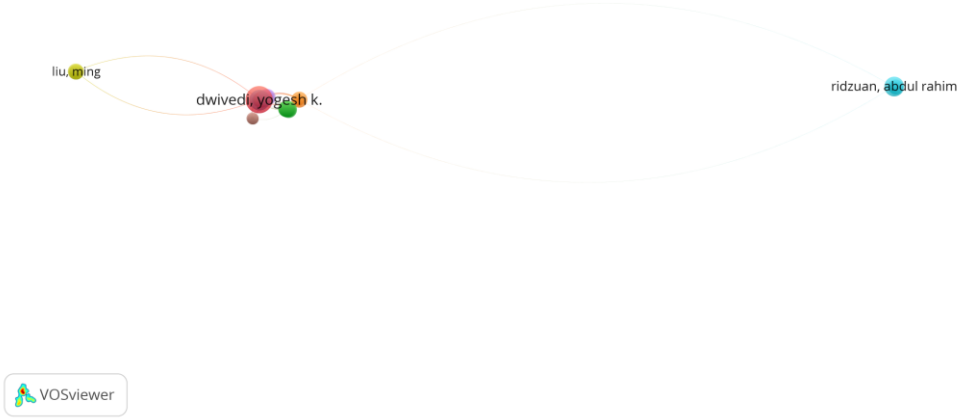 liu, ming
dwivedi, yogesh k.
ridzuan, abdul rahim
VOSviewer